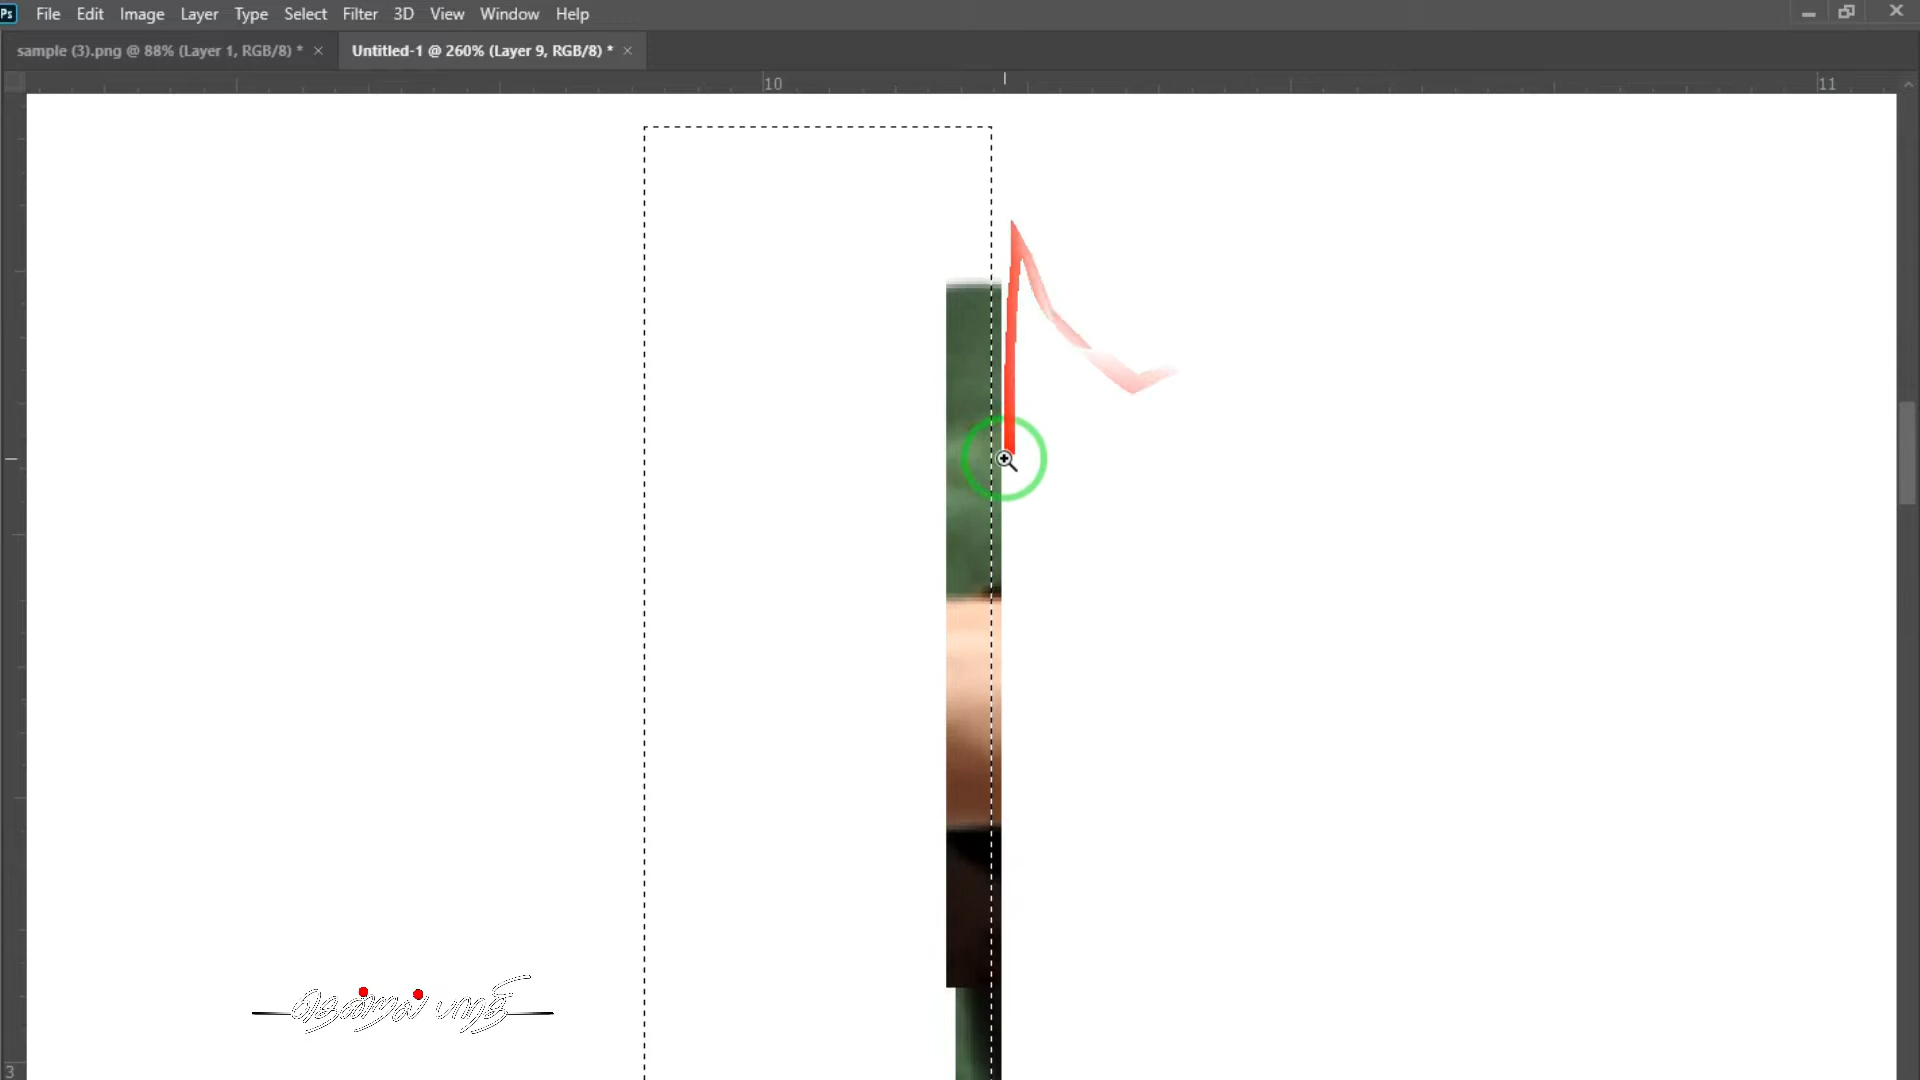 Ps File Edit Image Layer Type Select Filter 3D View Window Help
sample (3).png @ 88% (Layer 1, RGB/8) * × Untitled-1 @ 260% (Layer 9, RGB/8) * ×
10 11
3